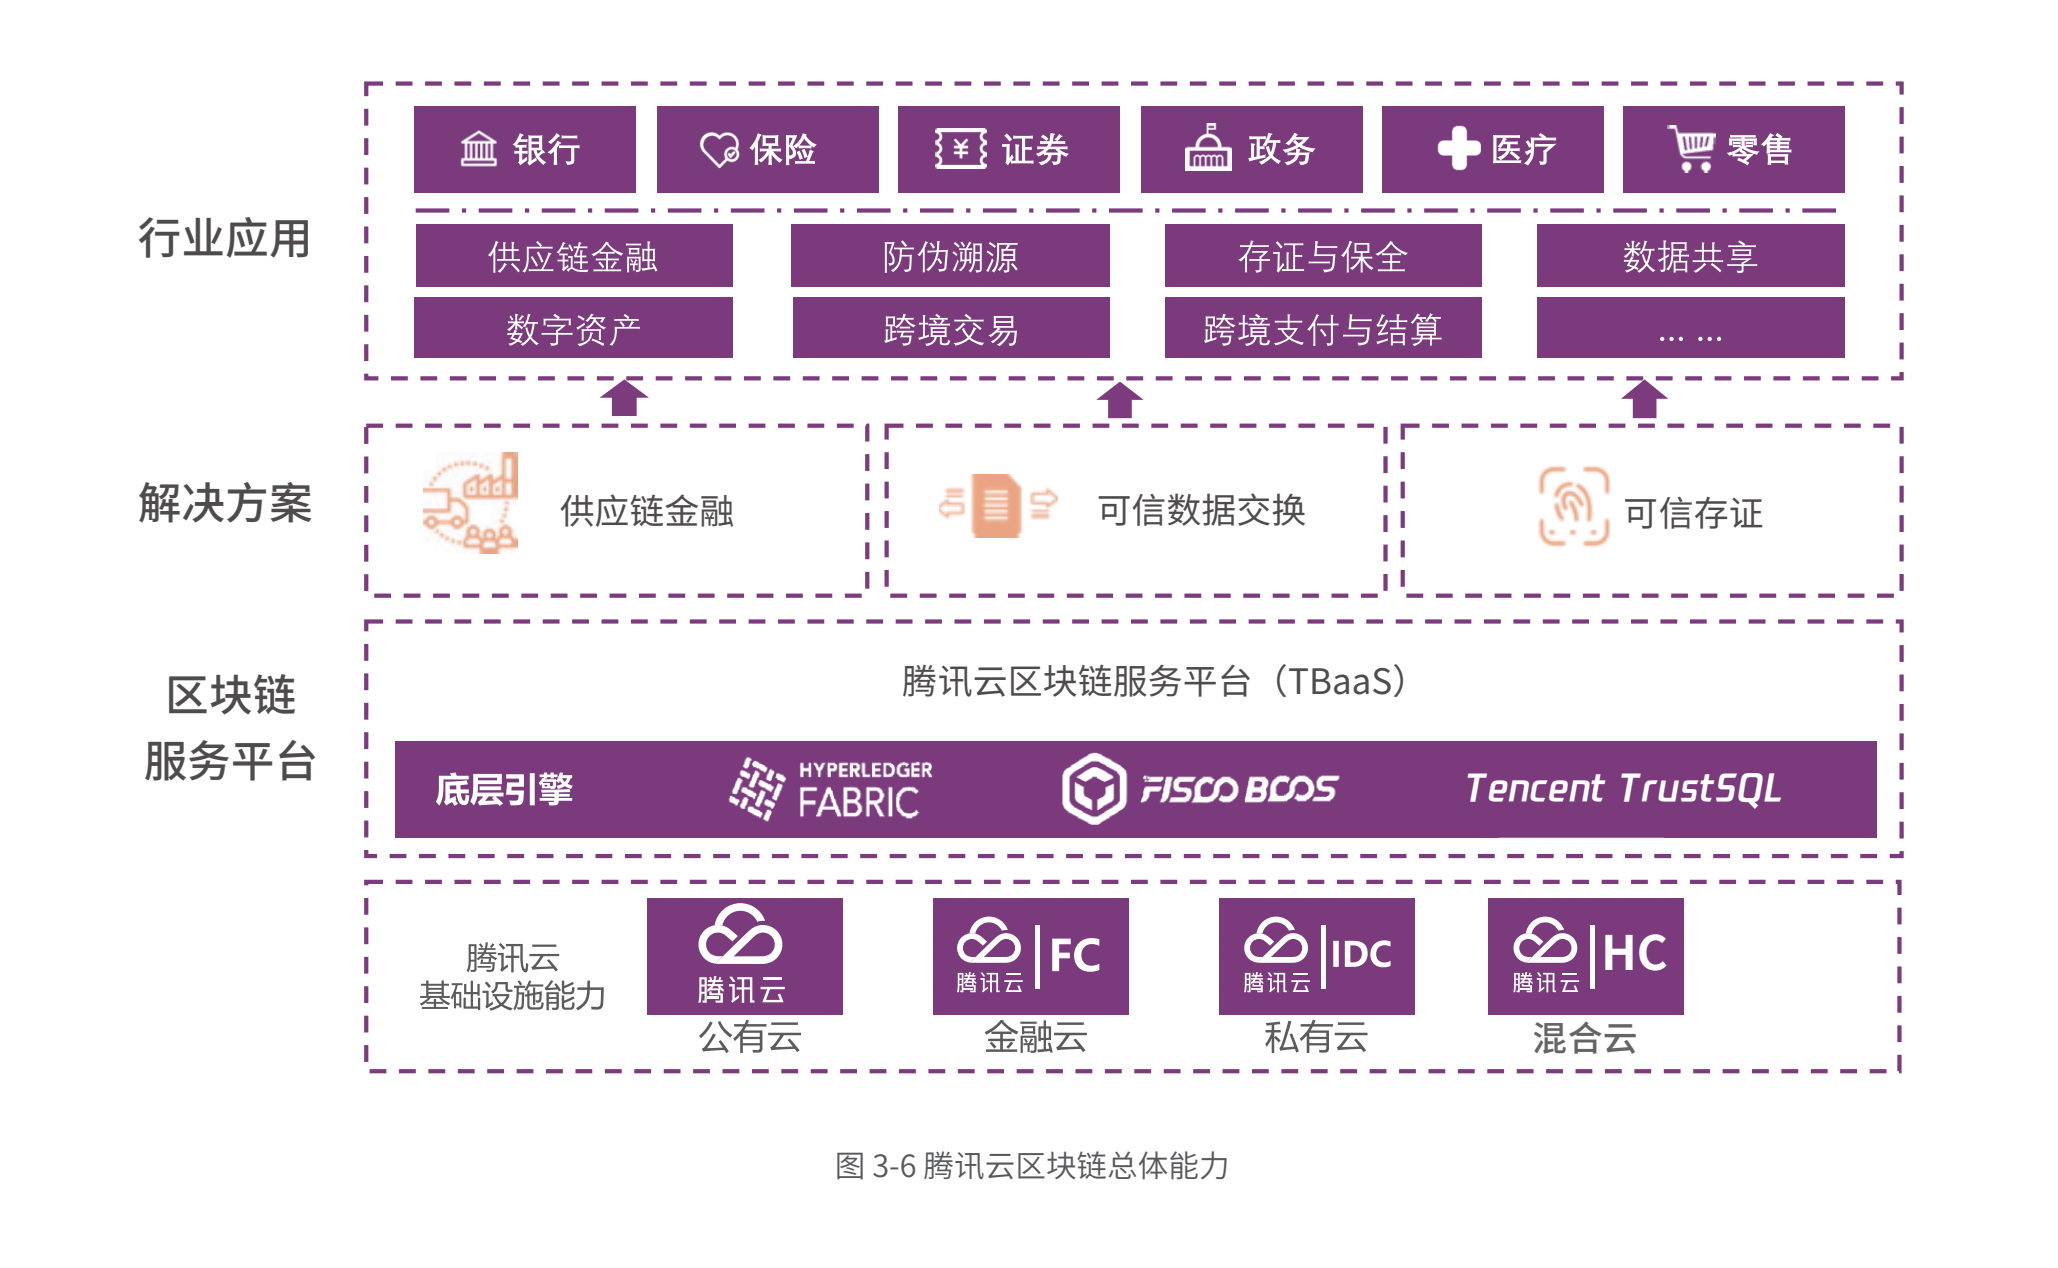 银行
保险
证券
政务
医疗
零售
行业应用
供应链金融
防伪溯源
存证与保全
数据共享
数字资产
跨境交易
跨境支付与结算
... ...
解决方案
供应链金融
可信数据交换
可信存证
区块链
服务平台
腾讯云区块链服务平台（TBaaS）
底层引擎
HYPERLEDGER
FABRIC
FISCO BCOS
Tencent TrustSQL
腾讯云
基础设施能力
腾讯云
公有云
腾讯云
FC
金融云
腾讯云
IDC
私有云
腾讯云
HC
混合云
图 3-6 腾讯云区块链总体能力